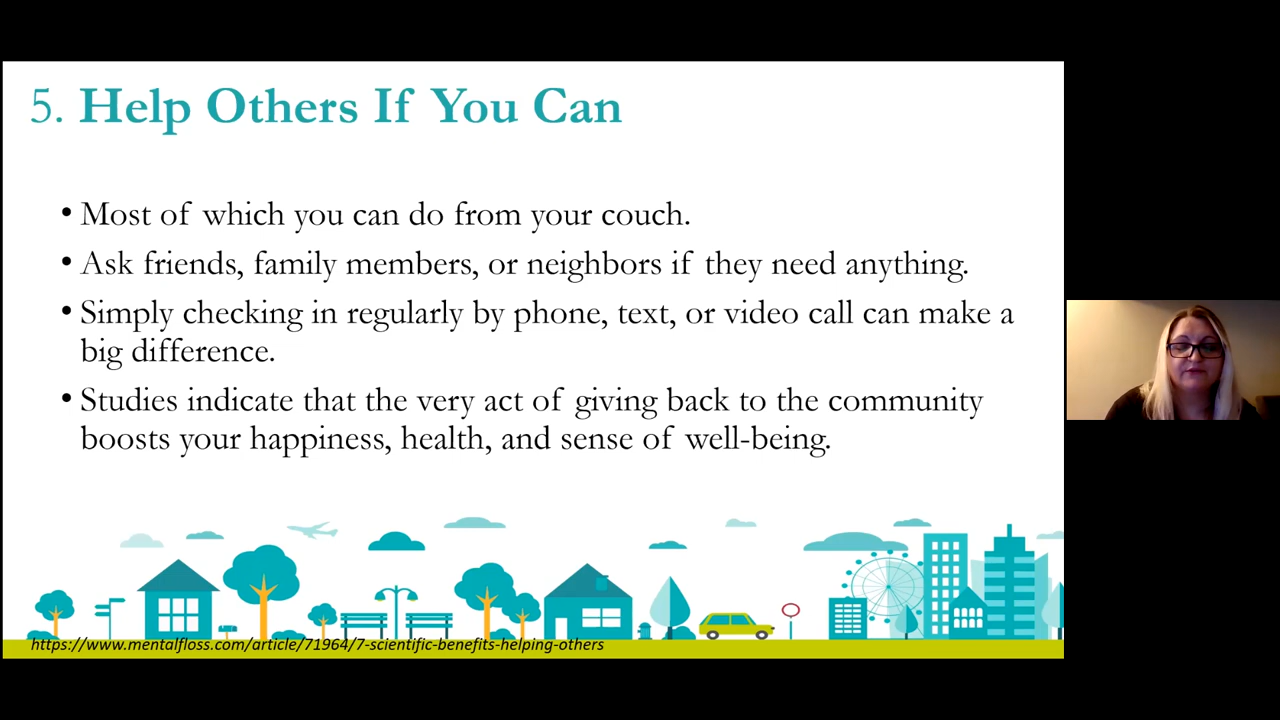 5. Help Others If You Can
• Most of which you can do from your couch.
• Ask friends, family members, or neighbors if they need anything.
• Simply checking in regularly by phone, text, or video call can make a
big difference.
• Studies indicate that the very act of giving back to the community
boosts your happiness, health, and sense of well-being.
https://www.mentalfloss.com/article/71964/7-scientific-benefits-helping-others